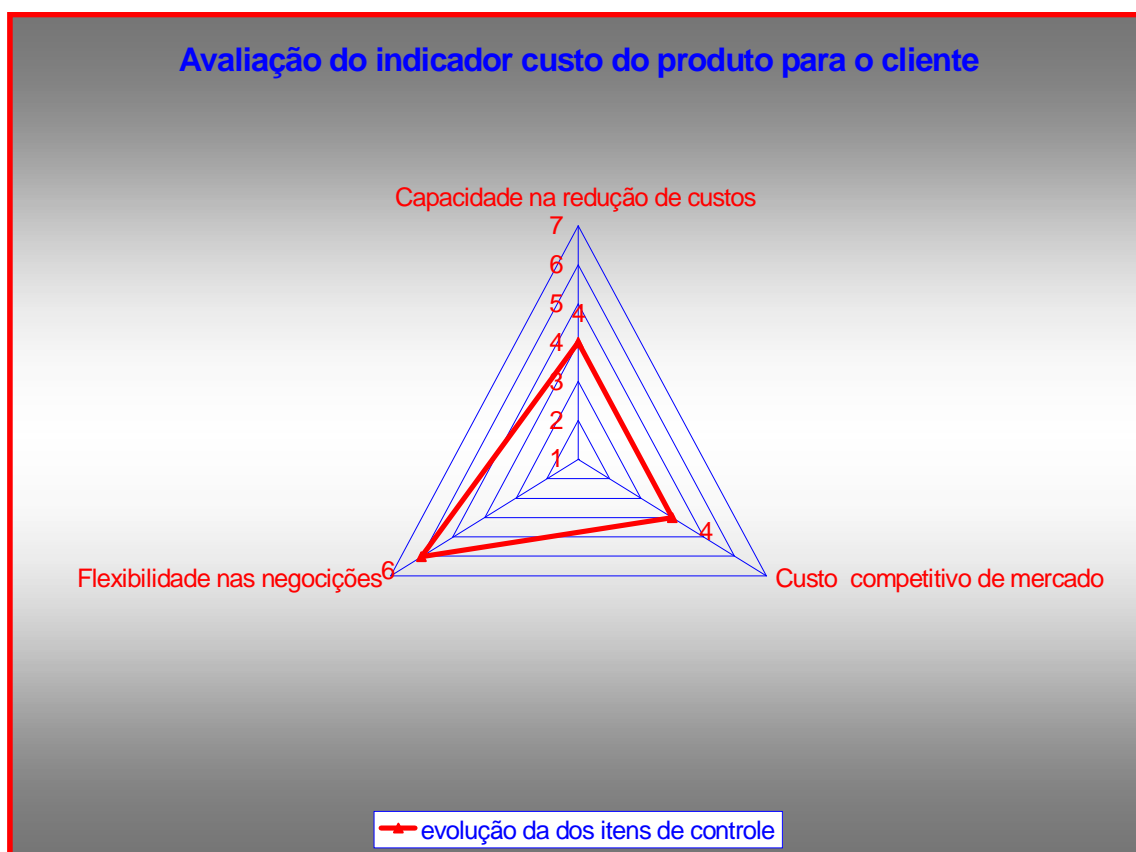 Avaliação do indicador custo do produto para o cliente
Capacidade na redução de custos
7
6
5
4
4
3
2
1
4
6
Flexibilidade nas negocições
Custo  competitivo de mercado
evolução da dos itens de controle